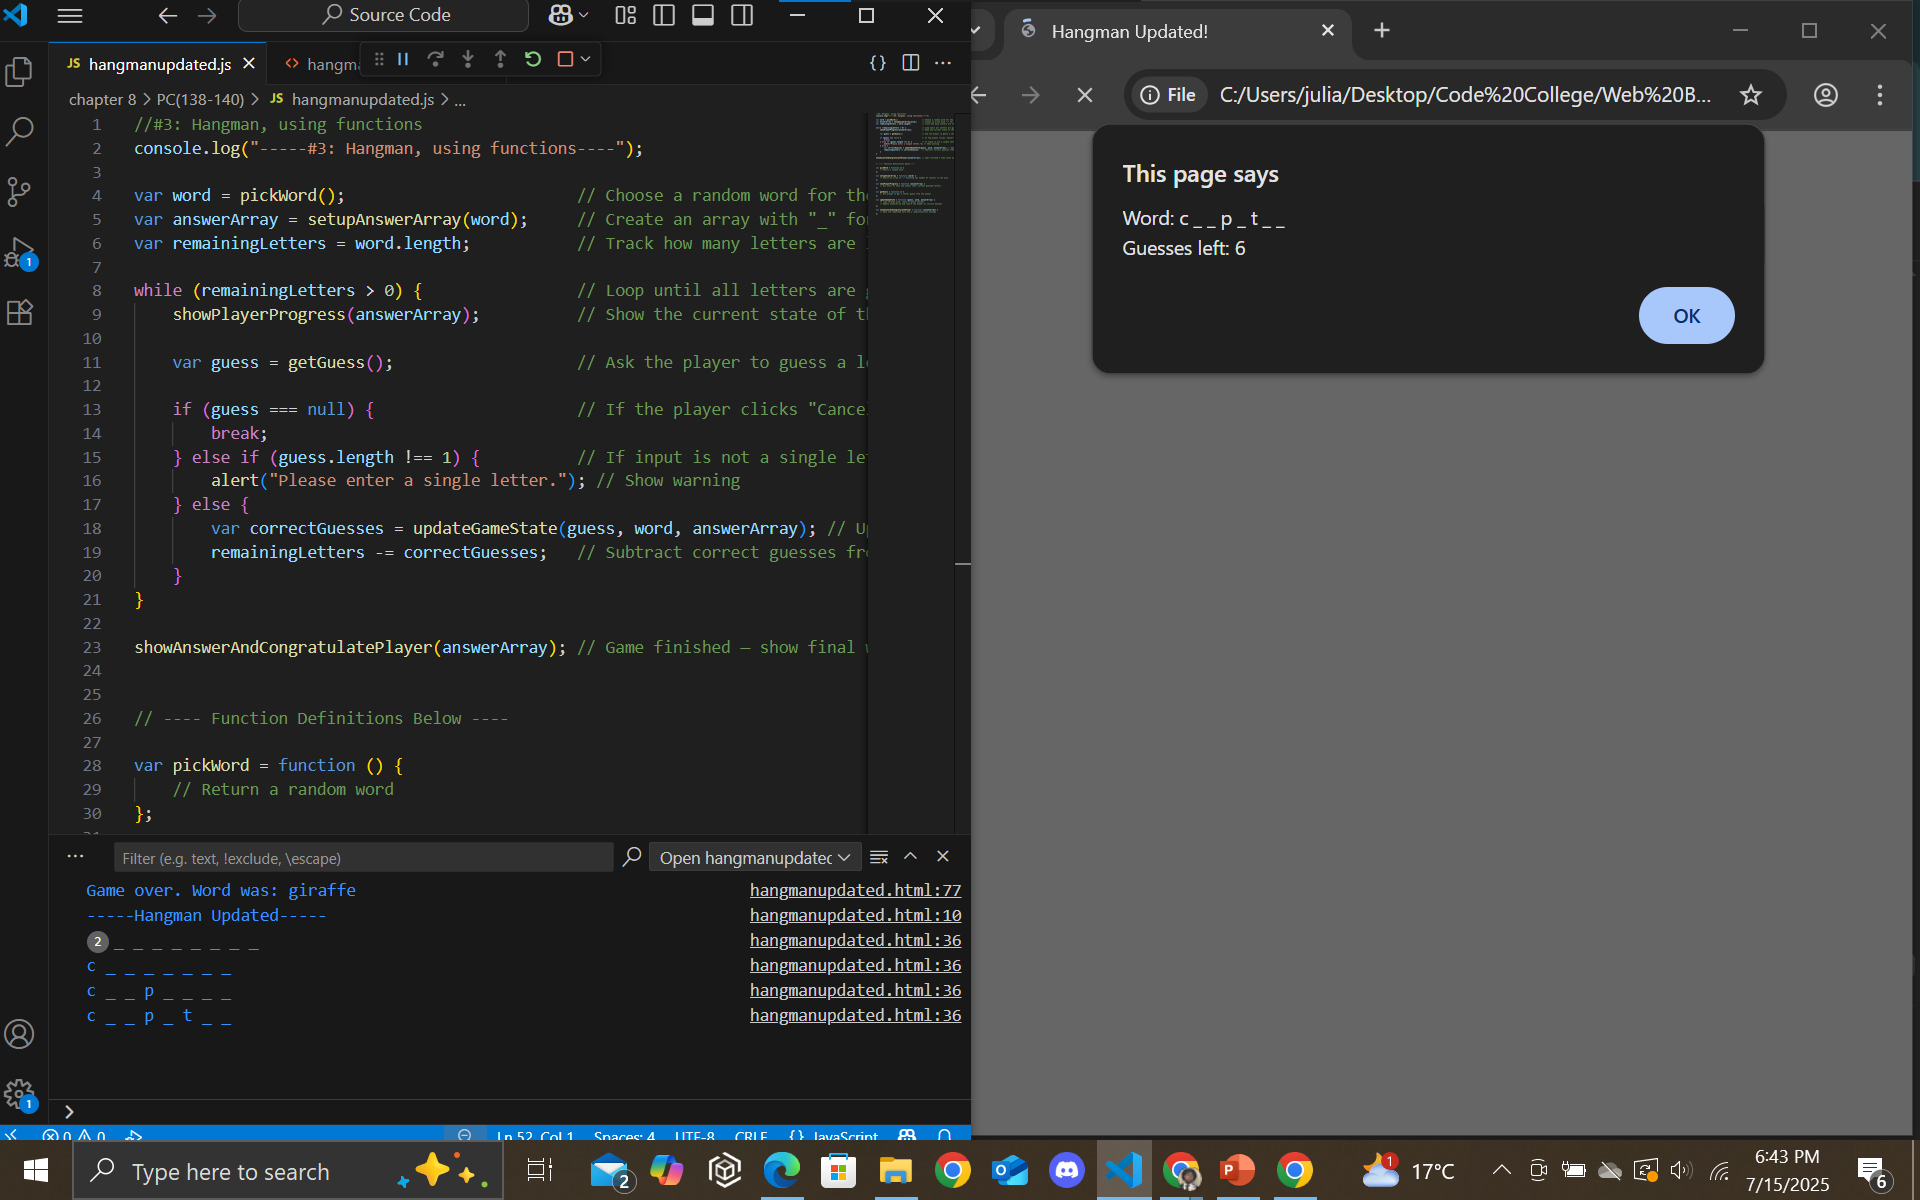 Source Code
JS hangmanupdated.js
<> hangm
chapter 8 > PC(138-140) > JS hangmanupdated.js > ...
1 //#3: Hangman, using functions
2 console.log("-----#3: Hangman, using functions----");
3
4 var word = pickWord(); // Choose a random word for th
5 var answerArray = setupAnswerArray(word); // Create an array with "_" fo
6 var remainingLetters = word.length; // Track how many letters are
7
8 while (remainingLetters > 0) { // Loop until all letters are
9 showPlayerProgress(answerArray); // Show the current state of t
10
11 var guess = getGuess(); // Ask the player to guess a l
12
13 if (guess === null) { // If the player clicks "Cance
14 break;
15 } else if (guess.length !== 1) { // If input is not a single le
16 alert("Please enter a single letter."); // Show warning
17 } else {
18 var correctGuesses = updateGameState(guess, word, answerArray); // U
19 remainingLetters -= correctGuesses; // Subtract correct guesses fr
20 }
21 }
22
23 showAnswerAndCongratulatePlayer(answerArray); // Game finished — show final
24
25
26 // ---- Function Definitions Below ----
27
28 var pickWord = function () {
29 // Return a random word
30 };
Filter (e.g. text, !exclude, \escape)
Open hangmanupdatec
Game over. Word was: giraffe hangmanupdated.html:77
-----Hangman Updated----- hangmanupdated.html:10
2 _ _ _ _ _ _ _ _ hangmanupdated.html:36
c _ _ _ _ _ _ _ hangmanupdated.html:36
c _ _ p _ _ _ _ hangmanupdated.html:36
c _ _ p _ t _ _ hangmanupdated.html:36
0 0 Ln 52, Col 1 Spaces: 4 UTF-8 CRLF {} JavaScript
Hangman Updated!
File C:/Users/julia/Desktop/Code%20College/Web%20B...
This page says
Word: c _ _ p _ t _ _
Guesses left: 6
OK
Type here to search
2
1
17°C
6:43 PM
7/15/2025
6